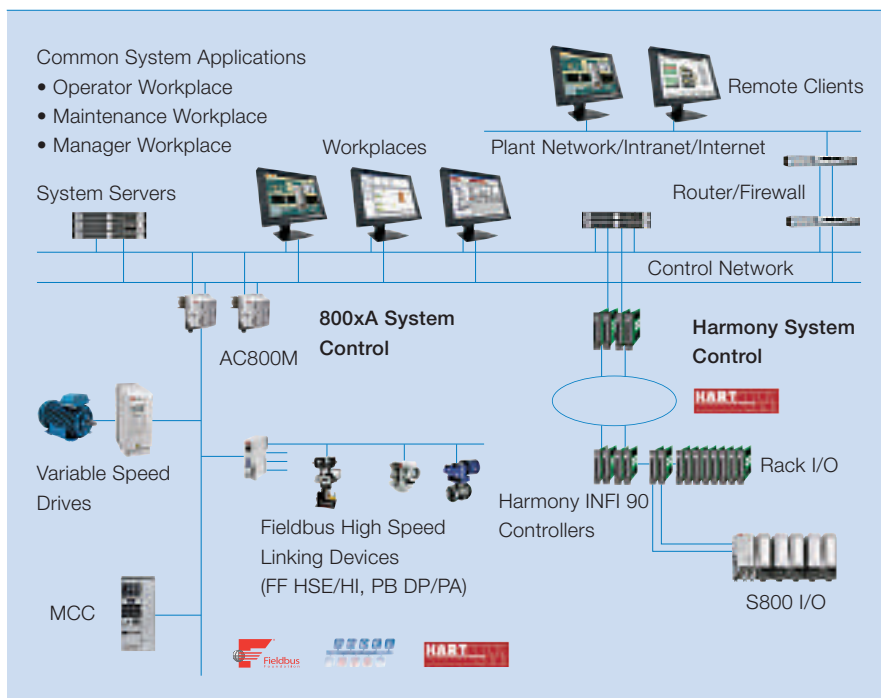 Common System Applications
• Operator Workplace
• Maintenance Workplace
• Manager Workplace
Remote Clients
Workplaces
Plant Network/Intranet/Internet
System Servers
Router/Firewall
Control Network
800xA System
Control
AC800M
Harmony System
Control
HART
Variable Speed
Drives
Fieldbus High Speed
Linking Devices
(FF HSE/HI, PB DP/PA)
Harmony INFI 90
Controllers
Rack I/O
S800 I/O
MCC
Fieldbus
Foundation
HART